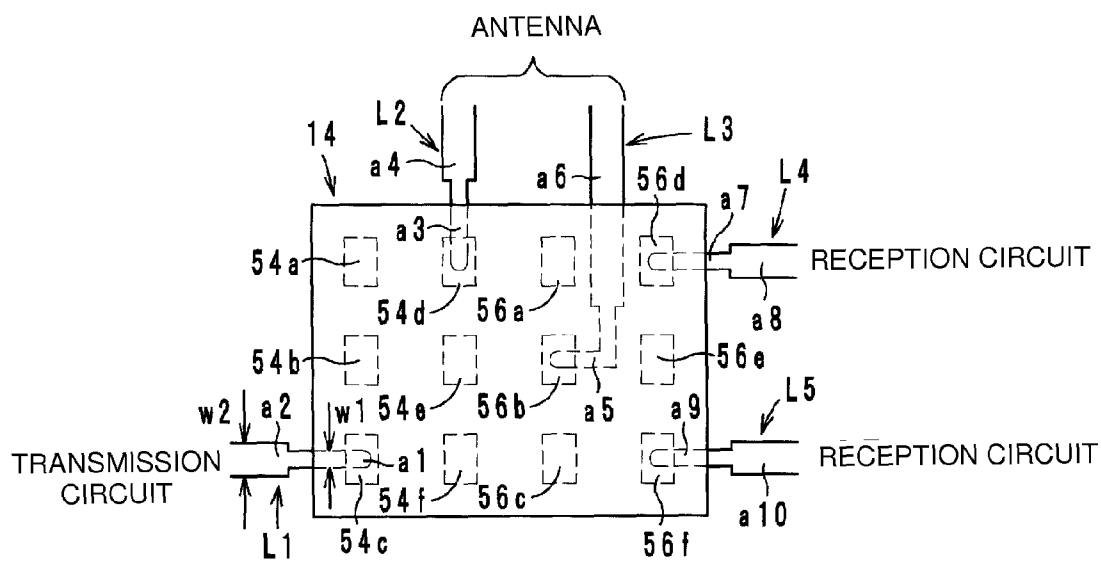 ANTENNA
L2
L3
14
a4
a6
56d
a7
L4
a3
54a
RECEPTION CIRCUIT
54d
56a
a8
54b
56e
54e
56b
a5
L5
w2
a2
w1
a9
a1
TRANSMISSION
CIRCUIT
RECEPTION CIRCUIT
54f
56c
a10
L1
54c
56f